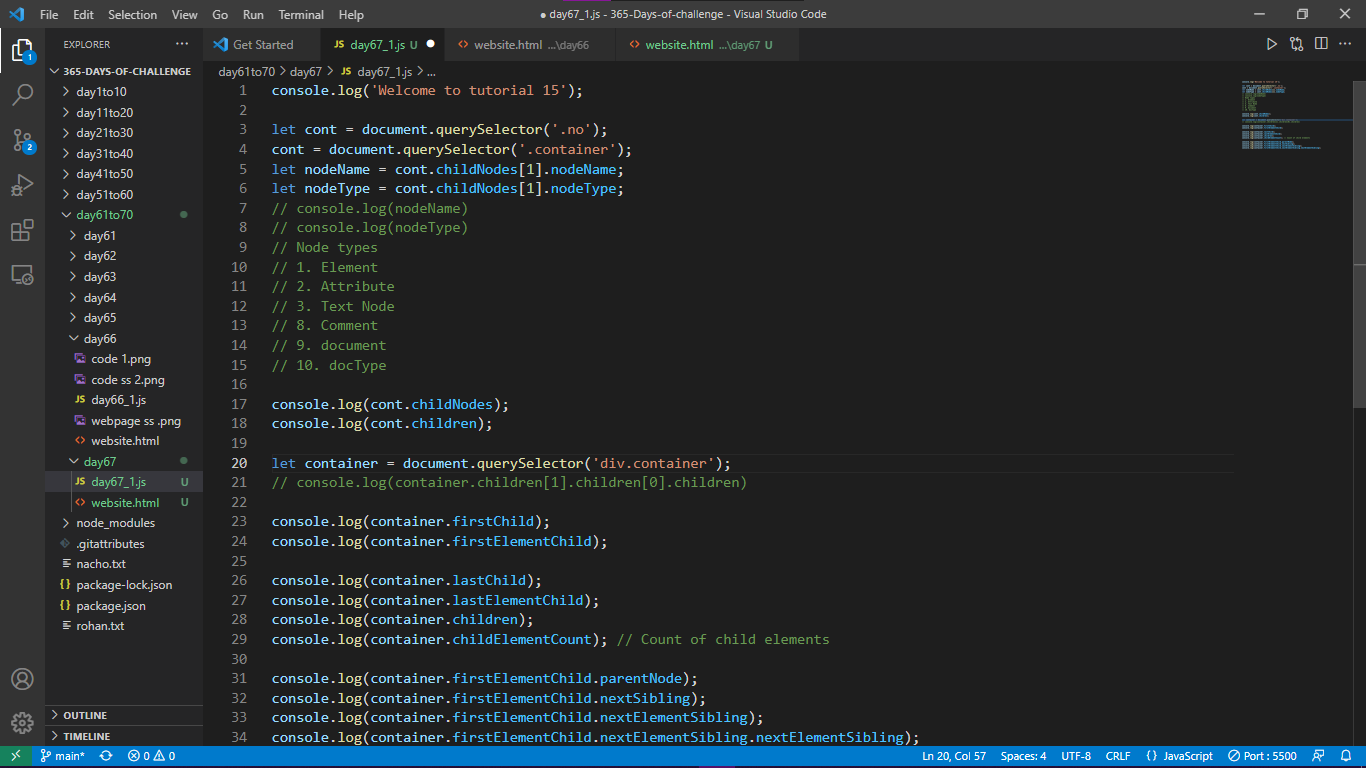 File Edit Selection View Go Run Terminal Help
● day67_1.js - 365-Days-of-challenge - Visual Studio Code
EXPLORER ...
Get Started
JS day67_1.js U ●
<> website.html ...\day66
<> website.html ...\day67 U
1
2
365-DAYS-OF-CHALLENGE
day1to10
day11to20
day21to30
day31to40
day41to50
day51to60
day61to70
day61
day62
day63
day64
day65
day66
code 1.png
code ss 2.png
JS day66_1.js
webpage ss .png
<> website.html
day67
JS day67_1.js U
<> website.html U
node_modules
.gitattributes
nacho.txt
{} package-lock.json
{} package.json
rohan.txt
OUTLINE
TIMELINE
day61to70 > day67 > JS day67_1.js > ...
1 console.log('Welcome to tutorial 15');
2
3 let cont = document.querySelector('.no');
4 cont = document.querySelector('.container');
5 let nodeName = cont.childNodes[1].nodeName;
6 let nodeType = cont.childNodes[1].nodeType;
7 // console.log(nodeName)
8 // console.log(nodeType)
9 // Node types
10 // 1. Element
11 // 2. Attribute
12 // 3. Text Node
13 // 8. Comment
14 // 9. document
15 // 10. docType
16
17 console.log(cont.childNodes);
18 console.log(cont.children);
19
20 let container = document.querySelector('div.container');
21 // console.log(container.children[1].children[0].children)
22
23 console.log(container.firstChild);
24 console.log(container.firstElementChild);
25
26 console.log(container.lastChild);
27 console.log(container.lastElementChild);
28 console.log(container.children);
29 console.log(container.childElementCount); // Count of child elements
30
31 console.log(container.firstElementChild.parentNode);
32 console.log(container.firstElementChild.nextSibling);
33 console.log(container.firstElementChild.nextElementSibling);
34 console.log(container.firstElementChild.nextElementSibling.nextElementSibling);
main* 0 0 Ln 20, Col 57 Spaces: 4 UTF-8 CRLF {} JavaScript Port : 5500